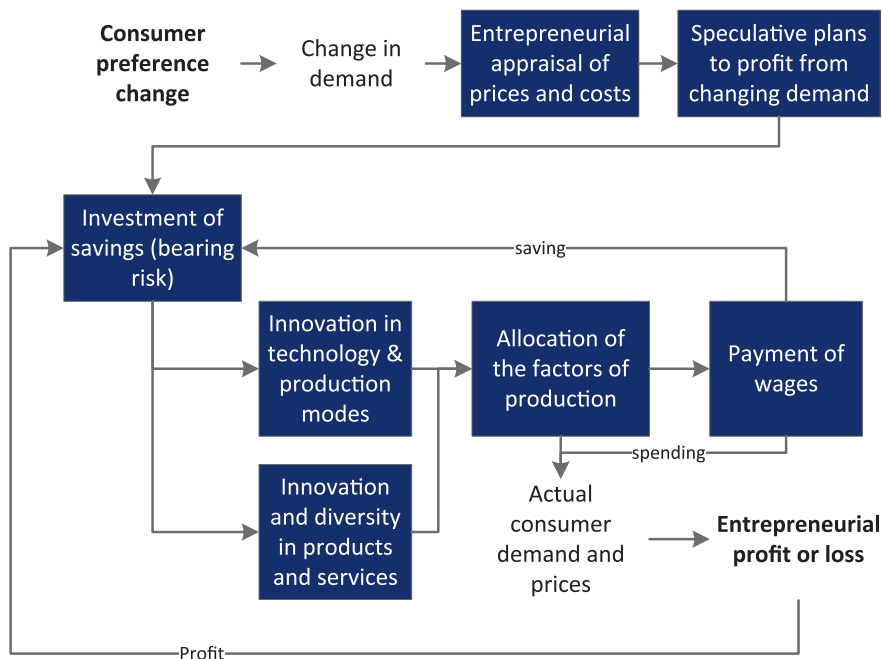 Consumer
preference
change
Change in
demand
Entrepreneurial
appraisal of
prices and costs
Speculative plans
to profit from
changing demand
Investment of
savings (bearing
risk)
saving
Innovation in
technology &
production
modes
Allocation of
the factors of
production
Payment of
wages
spending
Innovation
and diversity
in products
and services
Actual
consumer
demand and
prices
Entrepreneurial
profit or loss
Profit